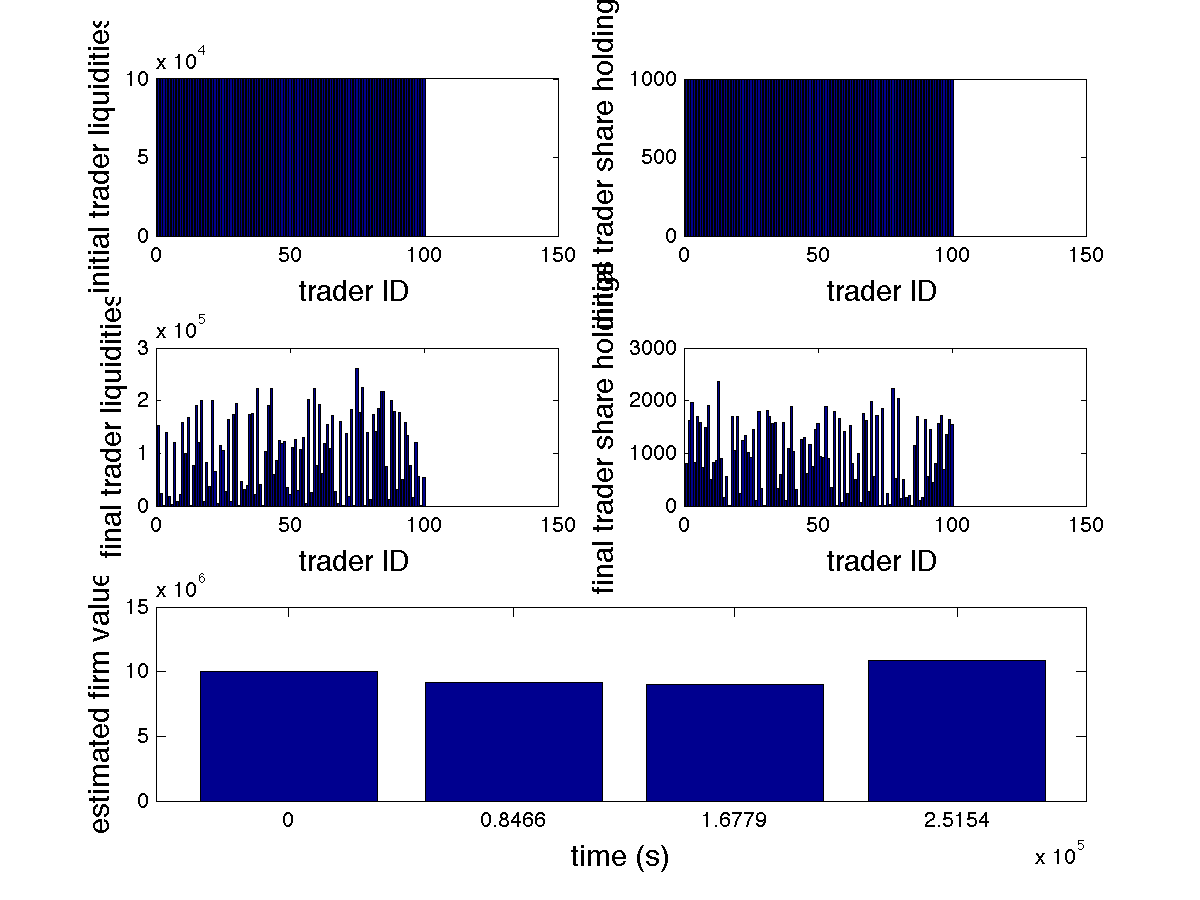 initial trader liquidities
x 10^4
10
5
0
0 50 100 150
trader ID
trader share holding
1000
500
0
0 50 100 150
trader ID
final trader liquidities
x 10^5
3
2
1
0
0 50 100 150
trader ID
final trader share holdings
3000
2000
1000
0
0 50 100 150
trader ID
estimated firm value
x 10^6
15
10
5
0
0 0.8466 1.6779 2.5154
time (s)
x 10^5